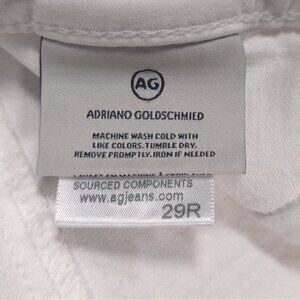 AG
ADRIANO GOLDSCHMIED
MACHINE WASH COLD WITH
LIKE COLORS. TUMBLE DRY.
REMOVE PROMPTLY. IRON IF NEEDED
SOURCED COMPONENTS
www.agjeans.com
29R